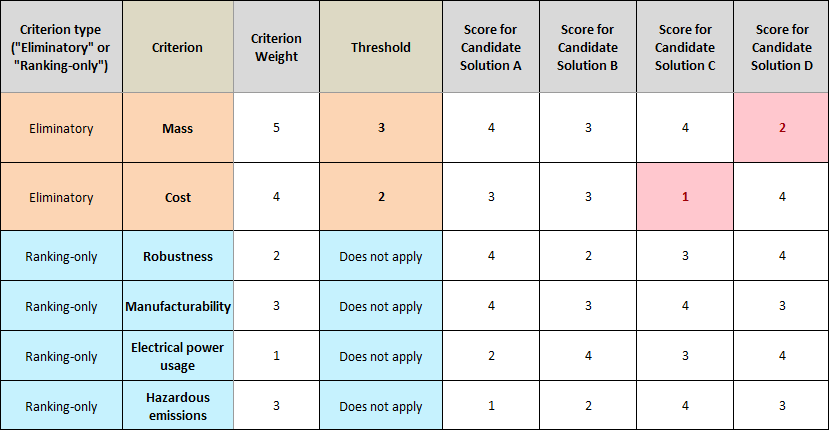 Criterion type ("Eliminatory" or "Ranking-only") Criterion Criterion Weight Threshold Score for Candidate Solution A Score for Candidate Solution B Score for Candidate Solution C Score for Candidate Solution D
Eliminatory Mass 5 3 4 3 4 2
Eliminatory Cost 4 2 3 3 1 4
Ranking-only Robustness 2 Does not apply 4 2 3 4
Ranking-only Manufacturability 3 Does not apply 4 3 4 3
Ranking-only Electrical power usage 1 Does not apply 2 4 3 4
Ranking-only Hazardous emissions 3 Does not apply 1 2 4 3